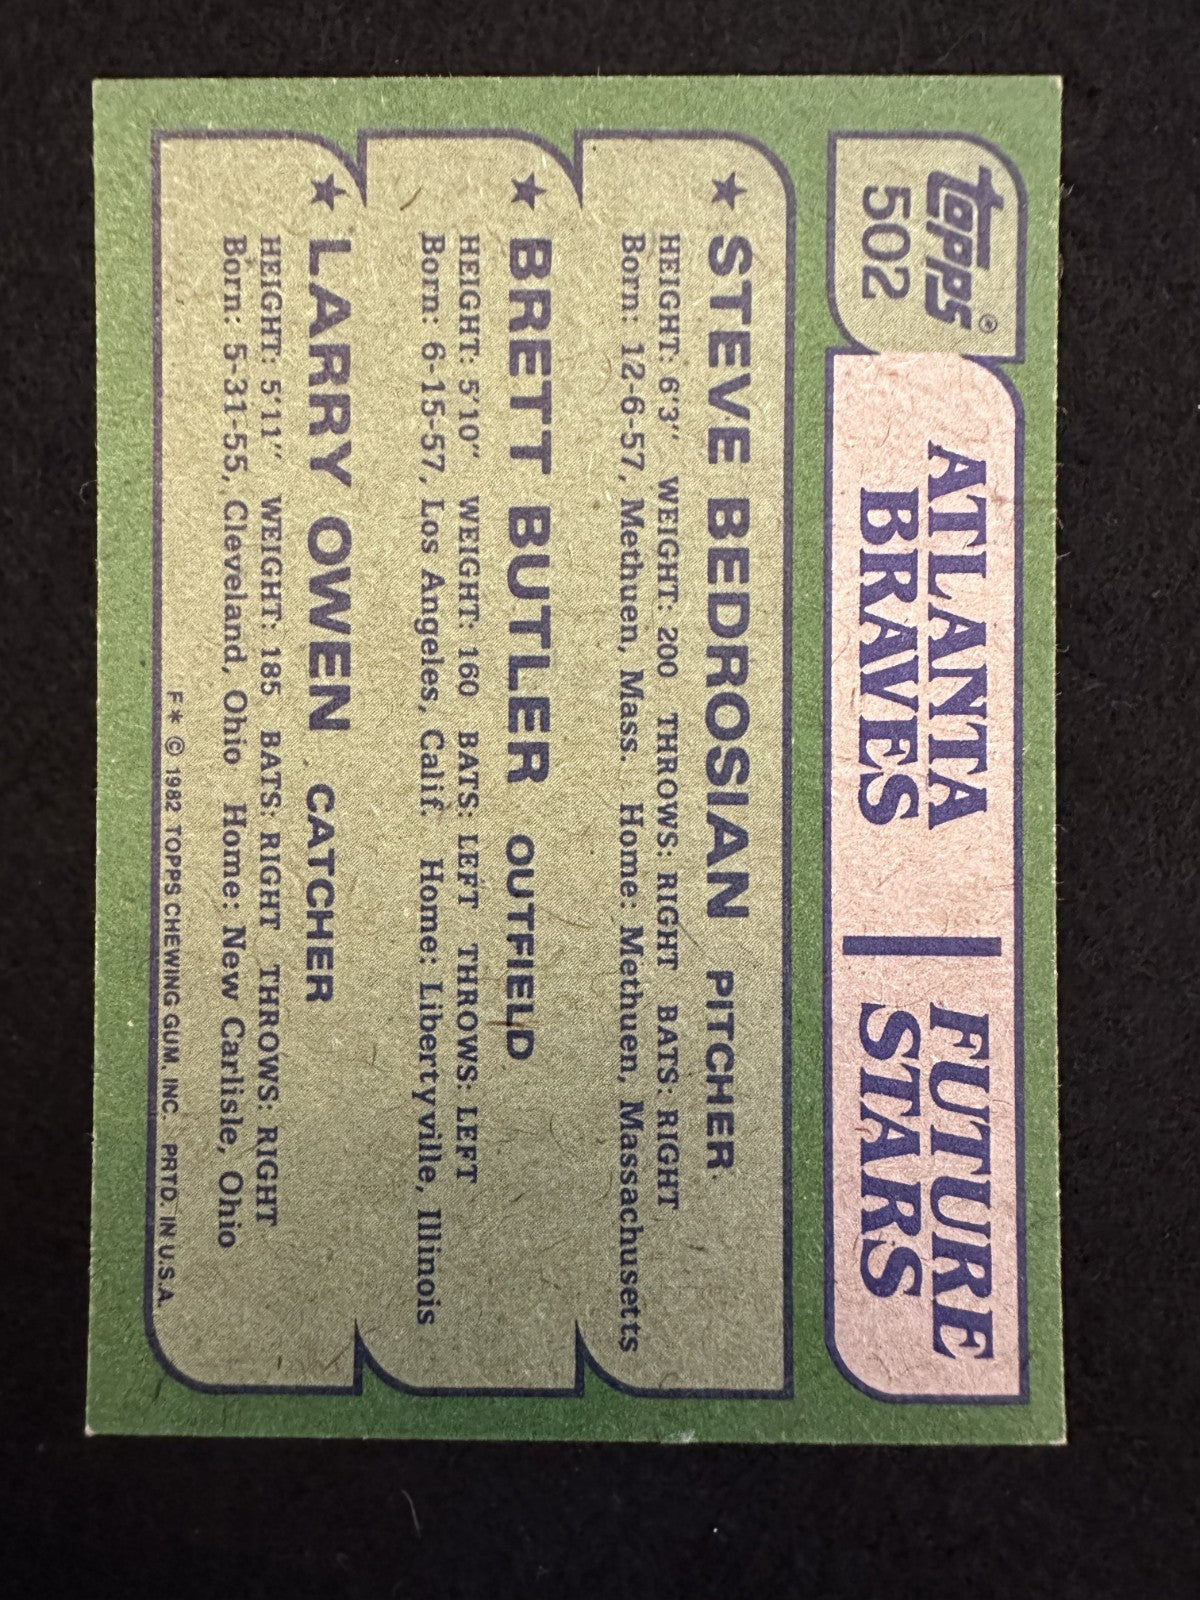 topps®
502
ATLANTA
BRAVES
FUTURE
STARS
★ STEVE BEDROSIAN PITCHER
HEIGHT: 6'3" WEIGHT: 200 THROWS: RIGHT BATS: RIGHT
Born: 12-6-57, Methuen, Mass. Home: Methuen, Massachusetts
★ BRETT BUTLER OUTFIELD
HEIGHT: 5'10" WEIGHT: 160 BATS: LEFT THROWS: LEFT
Born: 6-15-57, Los Angeles, Calif. Home: Libertyville, Illinois
★ LARRY OWEN CATCHER
HEIGHT: 5'11" WEIGHT: 185 BATS: RIGHT THROWS: RIGHT
Born: 5-31-55, Cleveland, Ohio Home: New Carlisle, Ohio
F* © 1982 TOPPS CHEWING GUM, INC. PRTD. IN U.S.A.